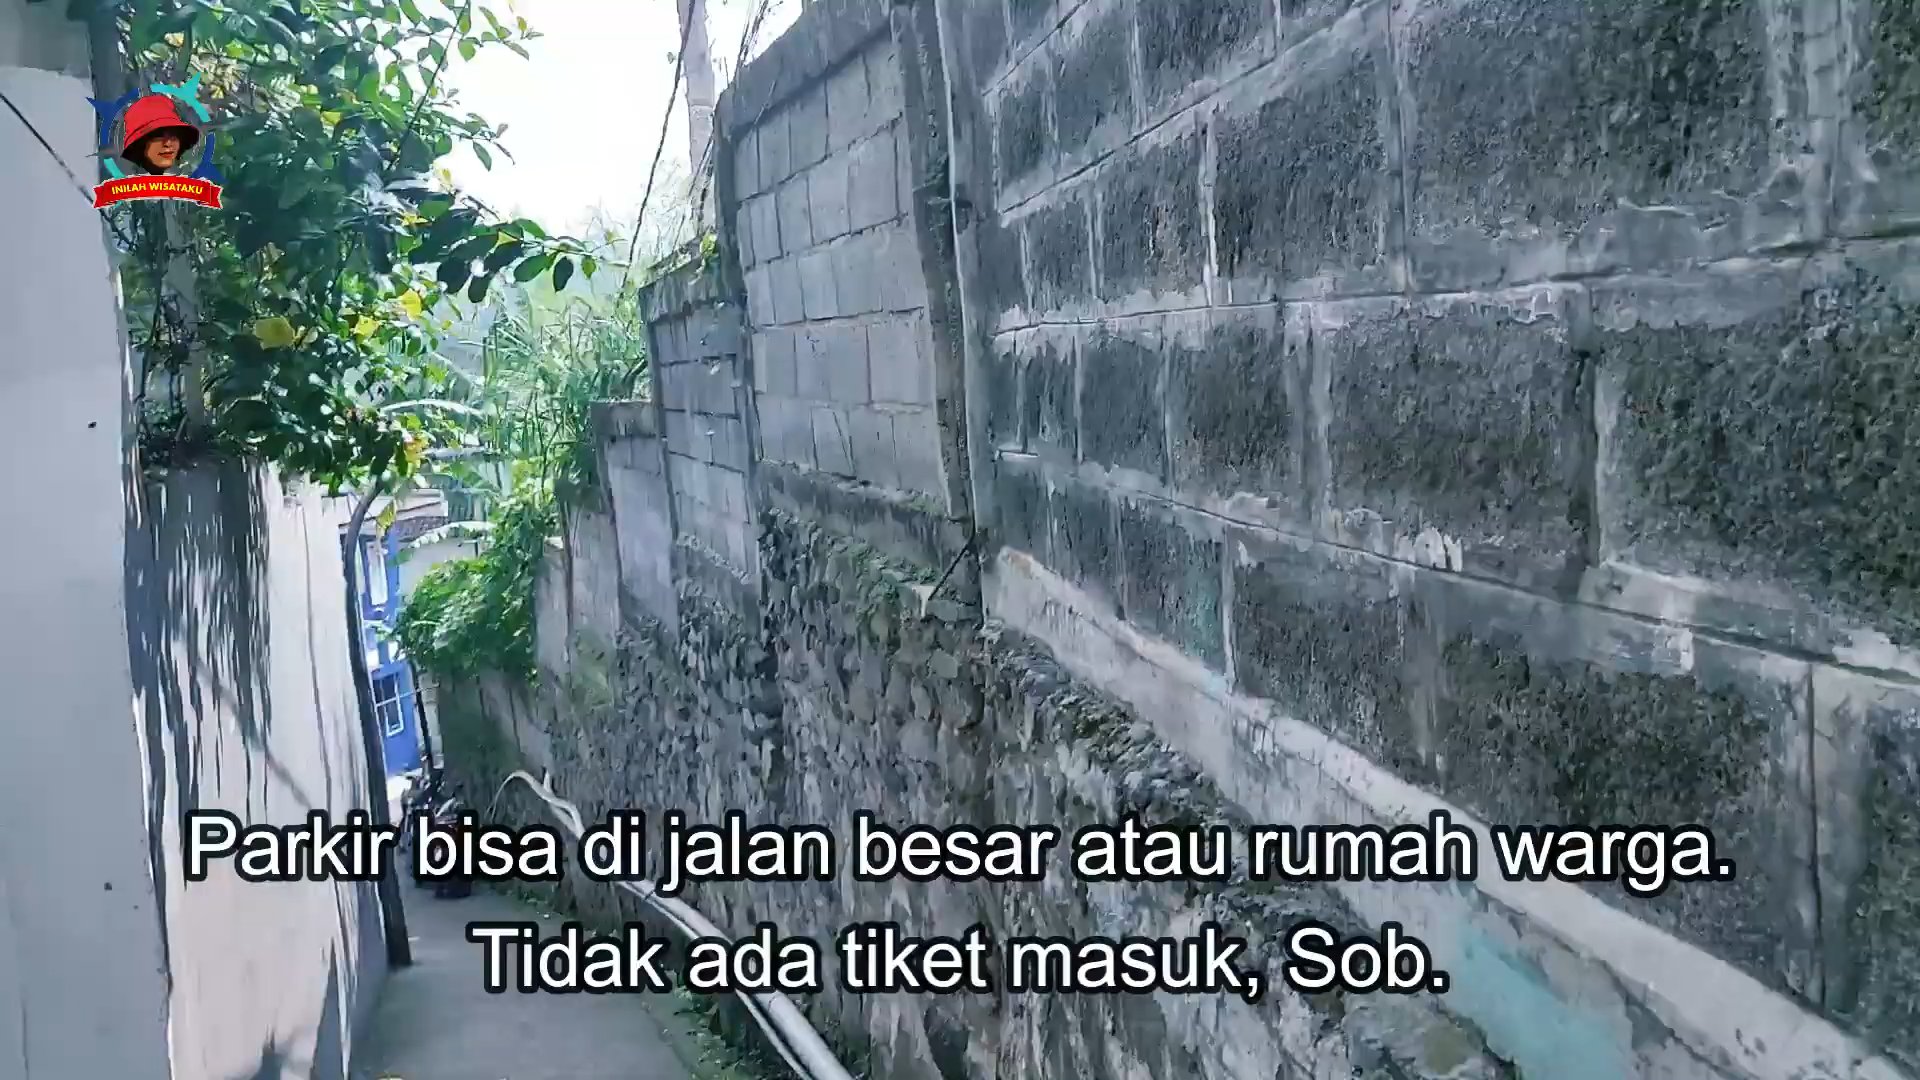 INILAH WISATAKU
Parkir bisa di jalan besar atau rumah warga.
Tidak ada tiket masuk, Sob.